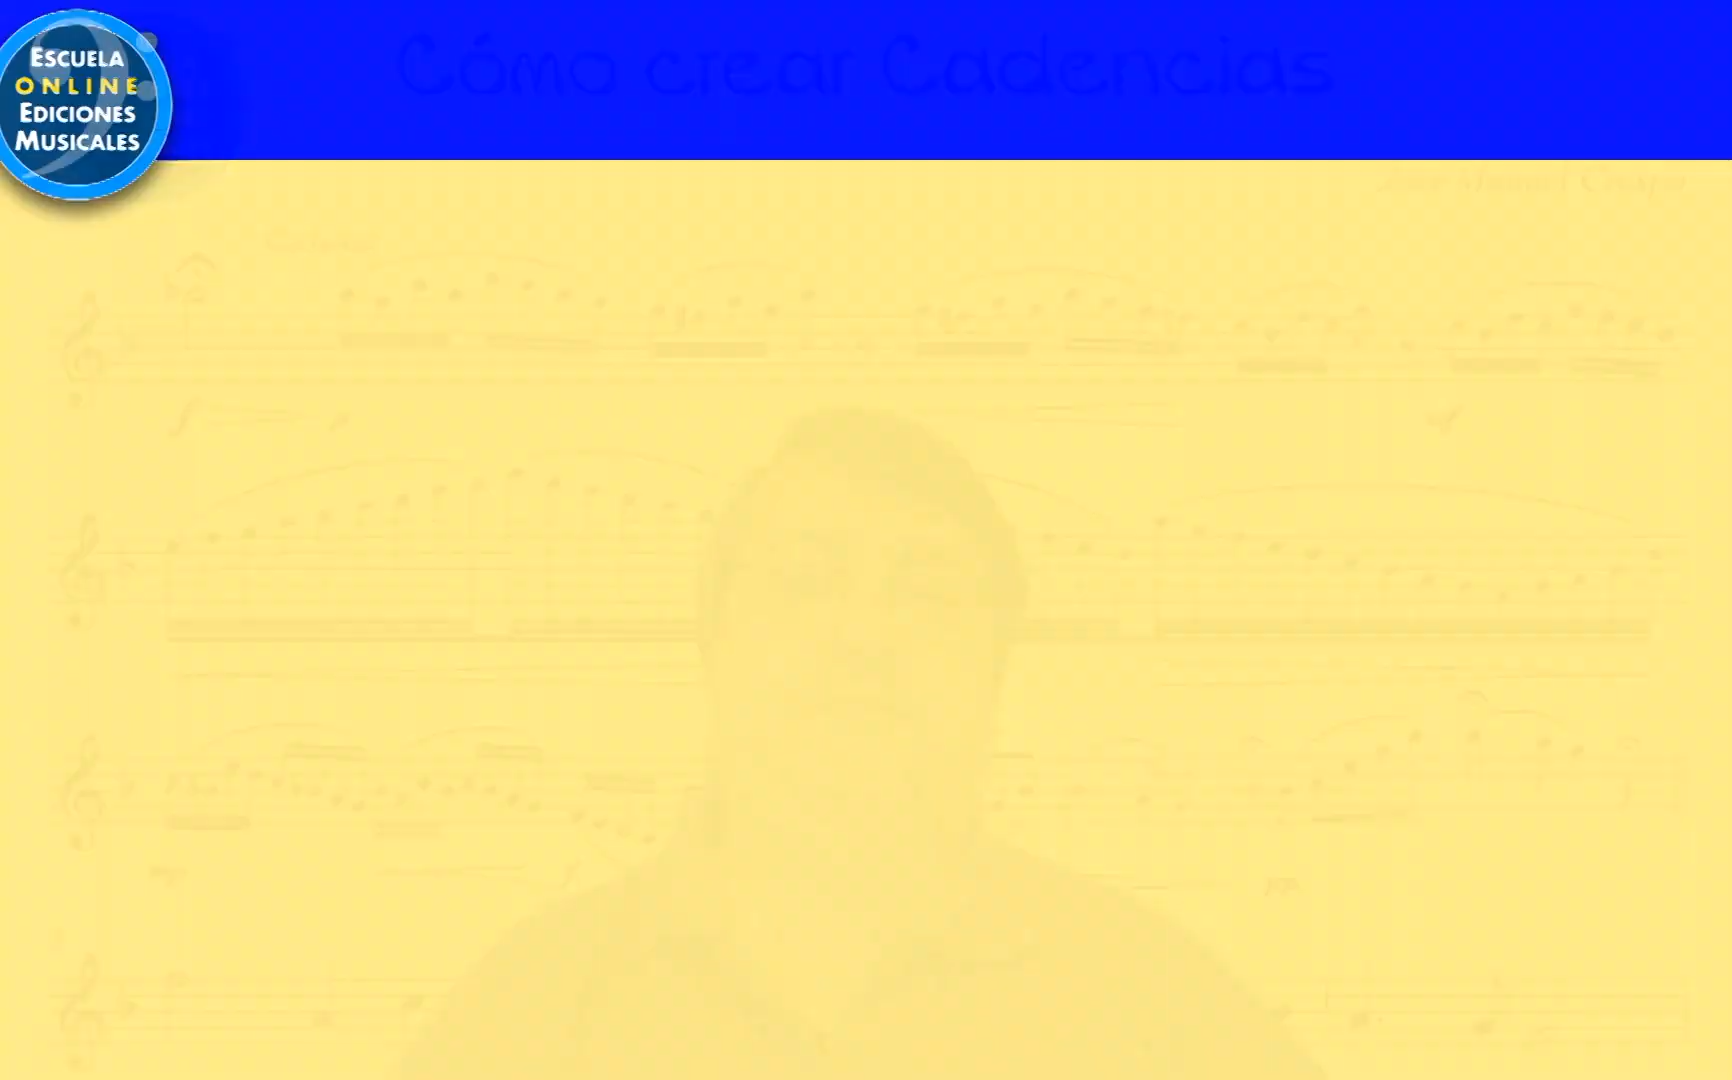 ESCUELA
ONLINE
EDICIONES
MUSICALES
Cómo crear Cadencias